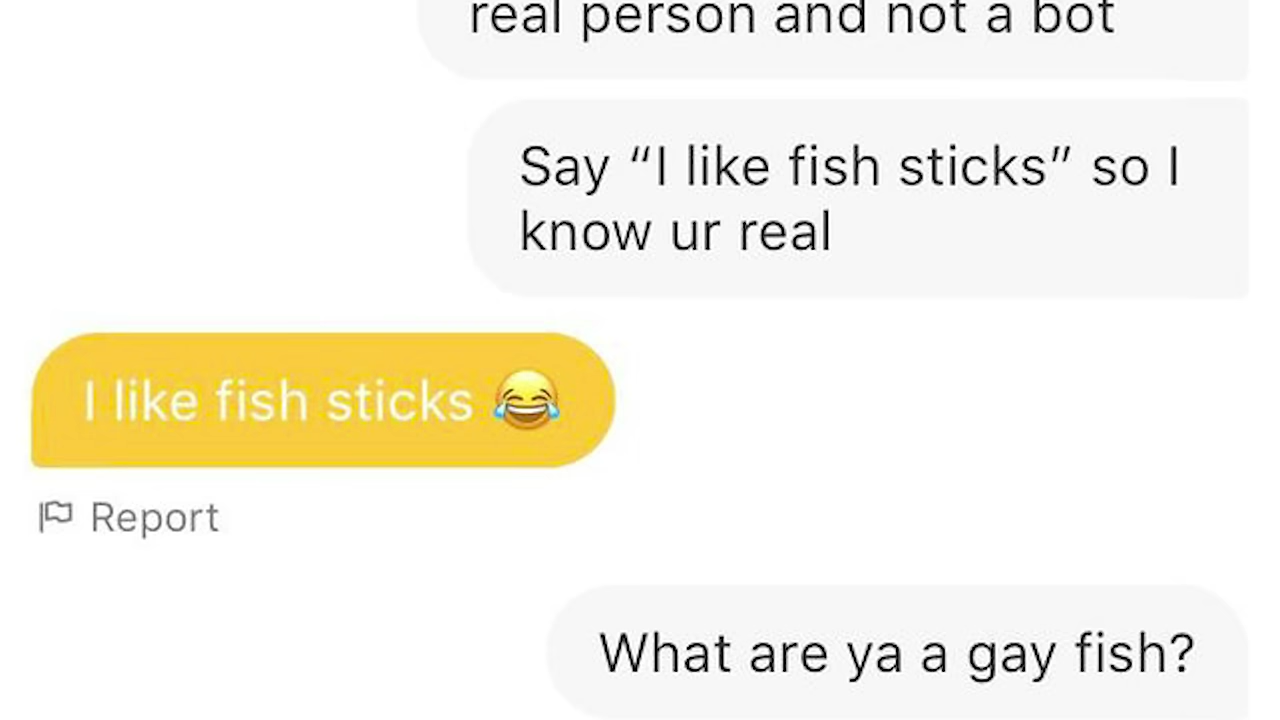 real person and not a bot
Say “I like fish sticks” so I
know ur real
I like fish sticks 😂
Report
What are ya a gay fish?